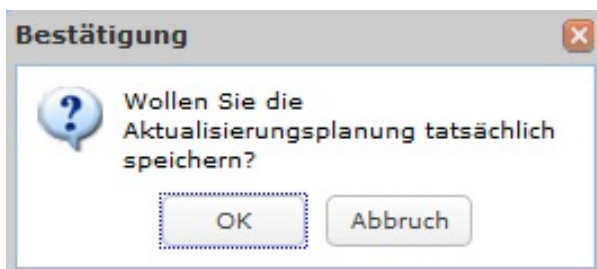 Bestätigung
Wollen Sie die
Aktualisierungsplanung tatsächlich
speichern?
OK
Abbruch